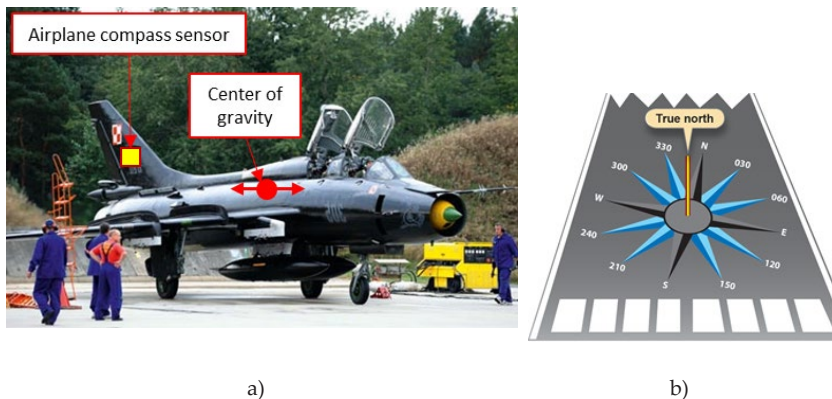 Airplane compass sensor
Center of
gravity
True north
330
N
300
030
W
060
240
E
210
120
S
150
a)
b)